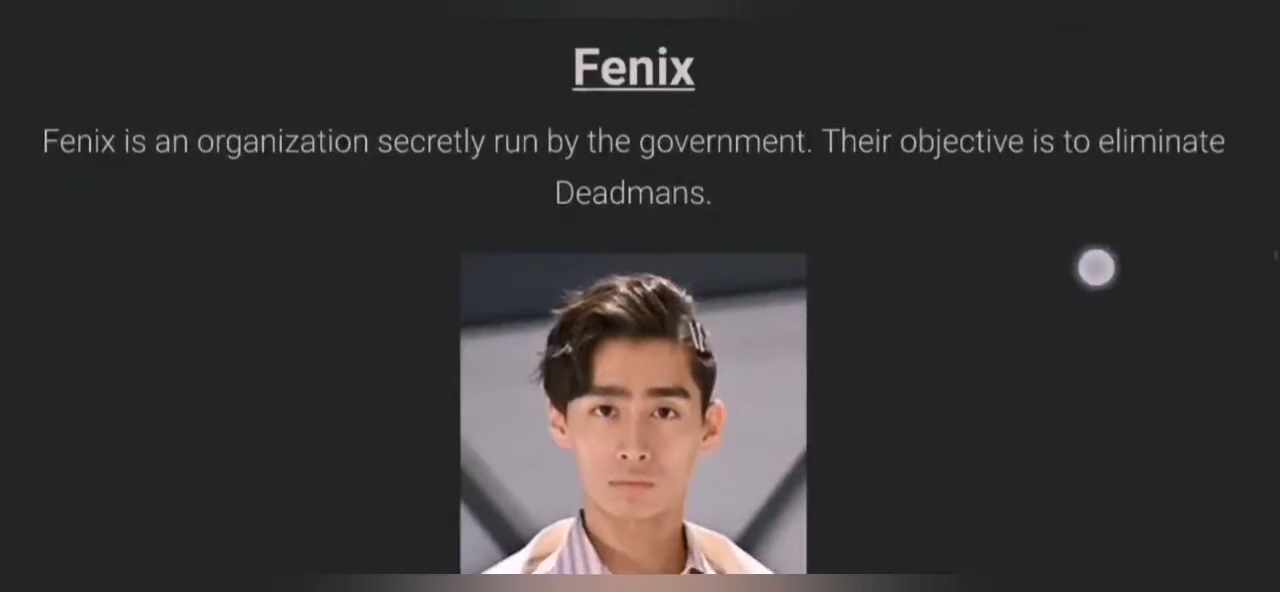 Fenix
Fenix is an organization secretly run by the government. Their objective is to eliminate
Deadmans.